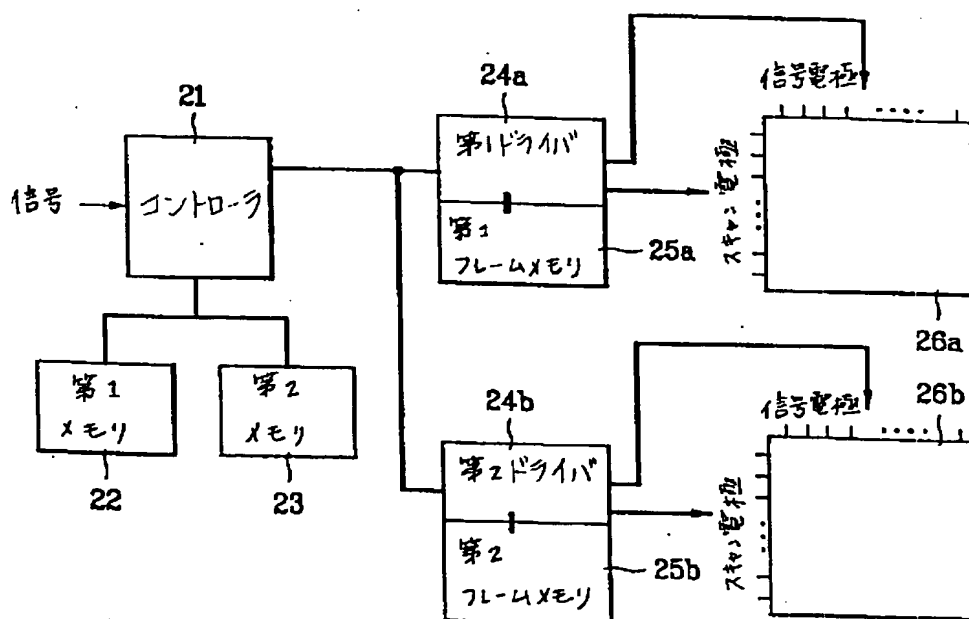 21
信号
コントローラ
第1
メモリ
22
第2
メモリ
23
24a
第1ドライバ
第1
フレームメモリ
25a
信号電極
スキャン電極
26a
24b
第2ドライバ
第2
フレームメモリ
25b
信号電極
スキャン電極
26b